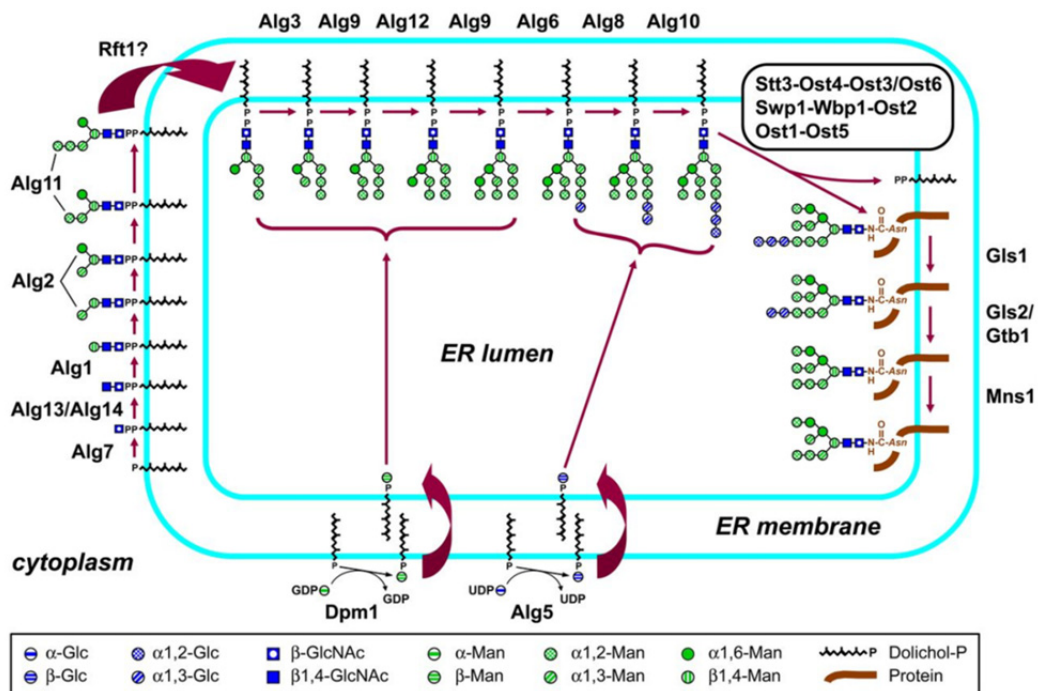 Alg3 Alg9 Alg12 Alg9 Alg6 Alg8 Alg10
Rft1?
Stt3-Ost4-Ost3/Ost6
Swp1-Wbp1-Ost2
Ost1-Ost5
P P P P P P P P
P P P P P P P P
PP
PP
Alg11
PP
Alg2
PP
PP
PP
Alg1
PP
Alg13/Alg14
PP
Alg7
P
O
N-C-Asn
H
Gls1
O
N-C-Asn
H
Gls2/
Gtb1
O
N-C-Asn
H
Mns1
O
N-C-Asn
H
ER lumen
P P
ER membrane
cytoplasm
P P P P
GDP GDP UDP UDP
Dpm1 Alg5
α-Glc α1,2-Glc β-GlcNAc α-Man α1,2-Man α1,6-Man P Dolichol-P
β-Glc α1,3-Glc β1,4-GlcNAc β-Man α1,3-Man β1,4-Man Protein